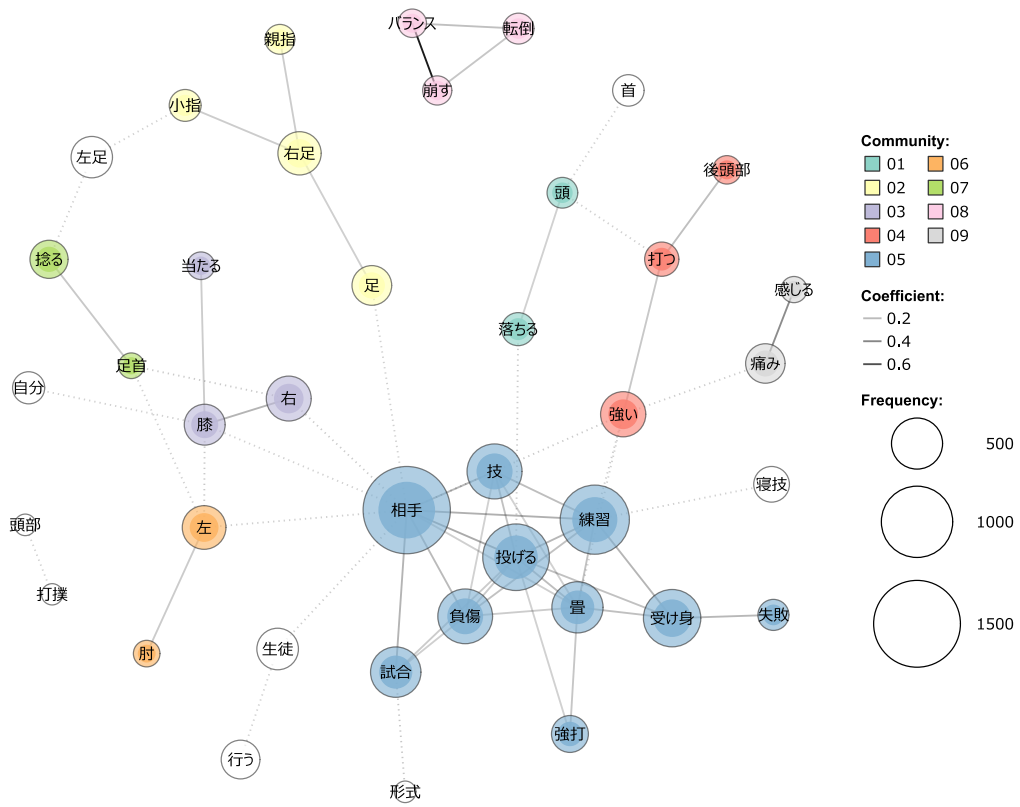 バランス
転倒
親指
崩す
首
小指
右足
左足
後頭部
頭
捻る
当たる
打つ
足
感じる
落ちる
足首
痛み
自分
右
膝
強い
技
寝技
相手
練習
左
頭部
投げる
打撲
畳
負傷
受け身
失敗
肘
生徒
試合
強打
行う
形式
Community:
01
06
02
07
03
08
04
09
05
Coefficient:
0.2
0.4
0.6
Frequency:
500
1000
1500